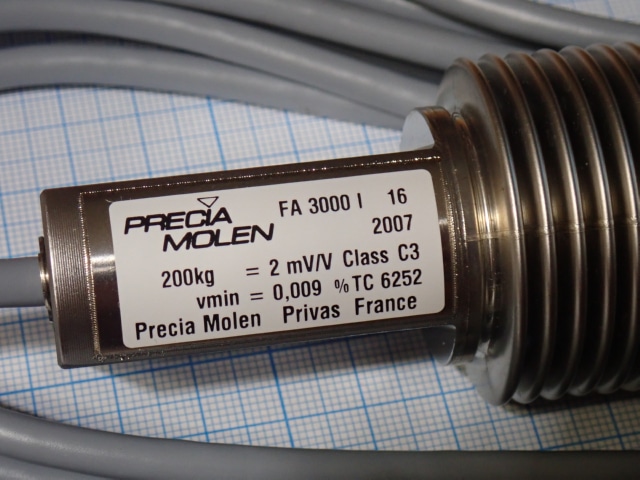 PRECIA MOLEN
FA 3000 I 16
2007
200kg = 2 mV/V Class C3
vmin = 0,009 % TC 6252
Precia Molen Privas France